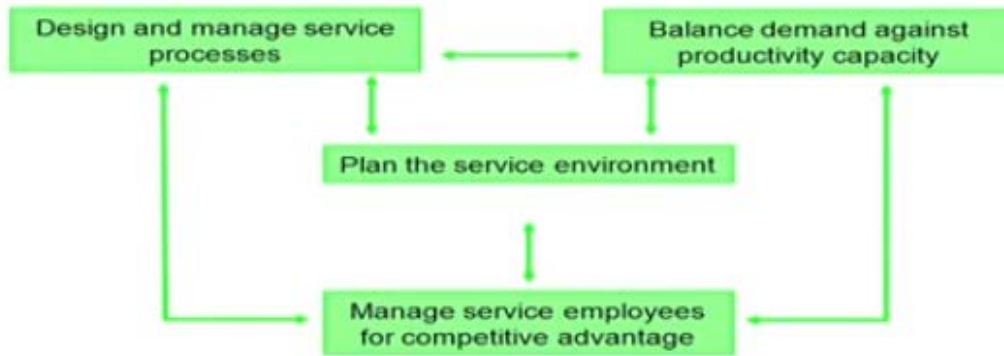 Design and manage service
processes
Balance demand against
productivity capacity
Plan the service environment
Manage service employees
for competitive advantage